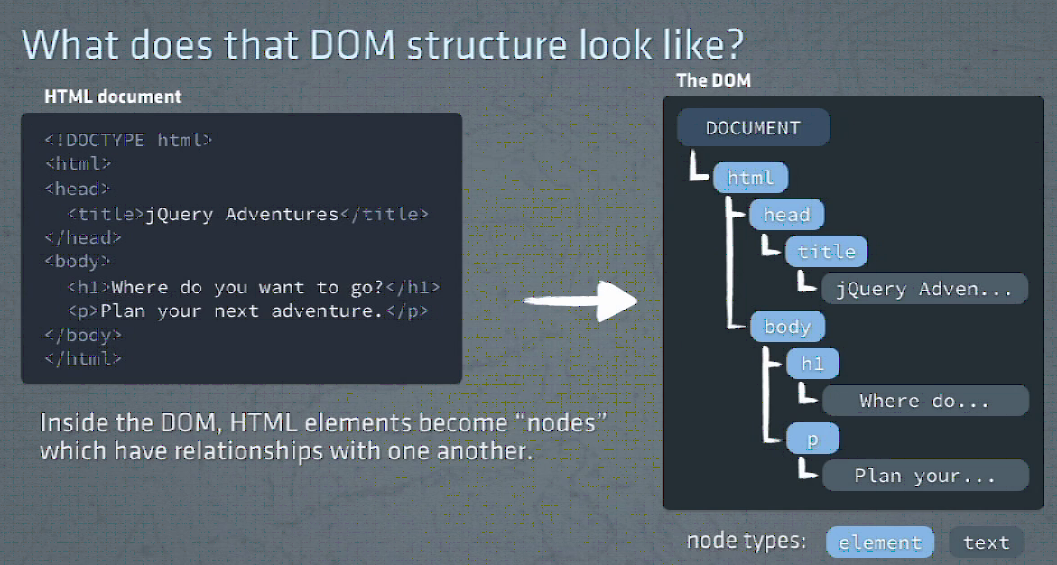 What does that DOM structure look like?
HTML document
<!DOCTYPE html>
<html>
<head>
<title>jQuery Adventures</title>
</head>
<body>
<h1>Where do you want to go?</h1>
<p>Plan your next adventure.</p>
</body>
</html>
Inside the DOM, HTML elements become “nodes”
which have relationships with one another.
The DOM
DOCUMENT
html
head
title
jQuery Adven...
body
h1
Where do...
p
Plan your...
node types: element text